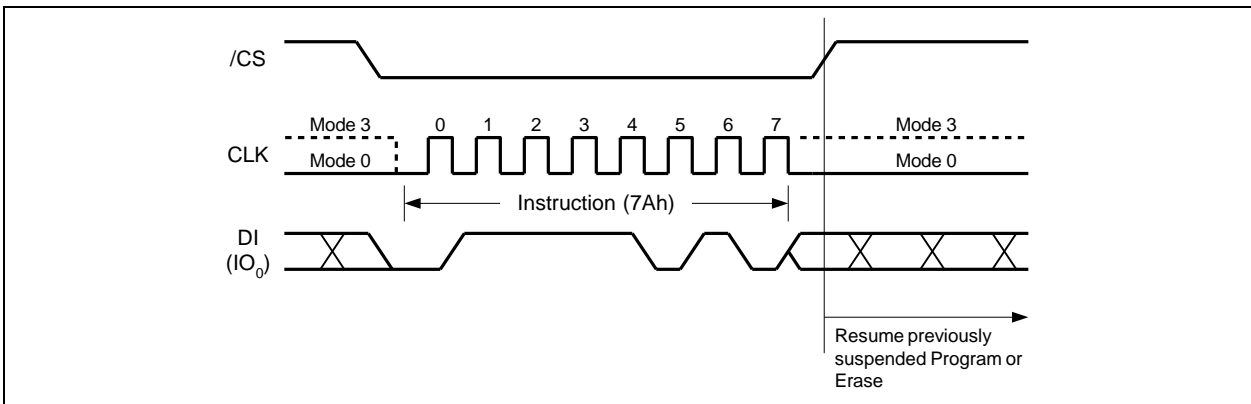 /CS
Mode 3 0 1 2 3 4 5 6 7 Mode 3
CLK
Mode 0 Mode 0
Instruction (7Ah)
DI
(IO0)
Resume previously
suspended Program or
Erase